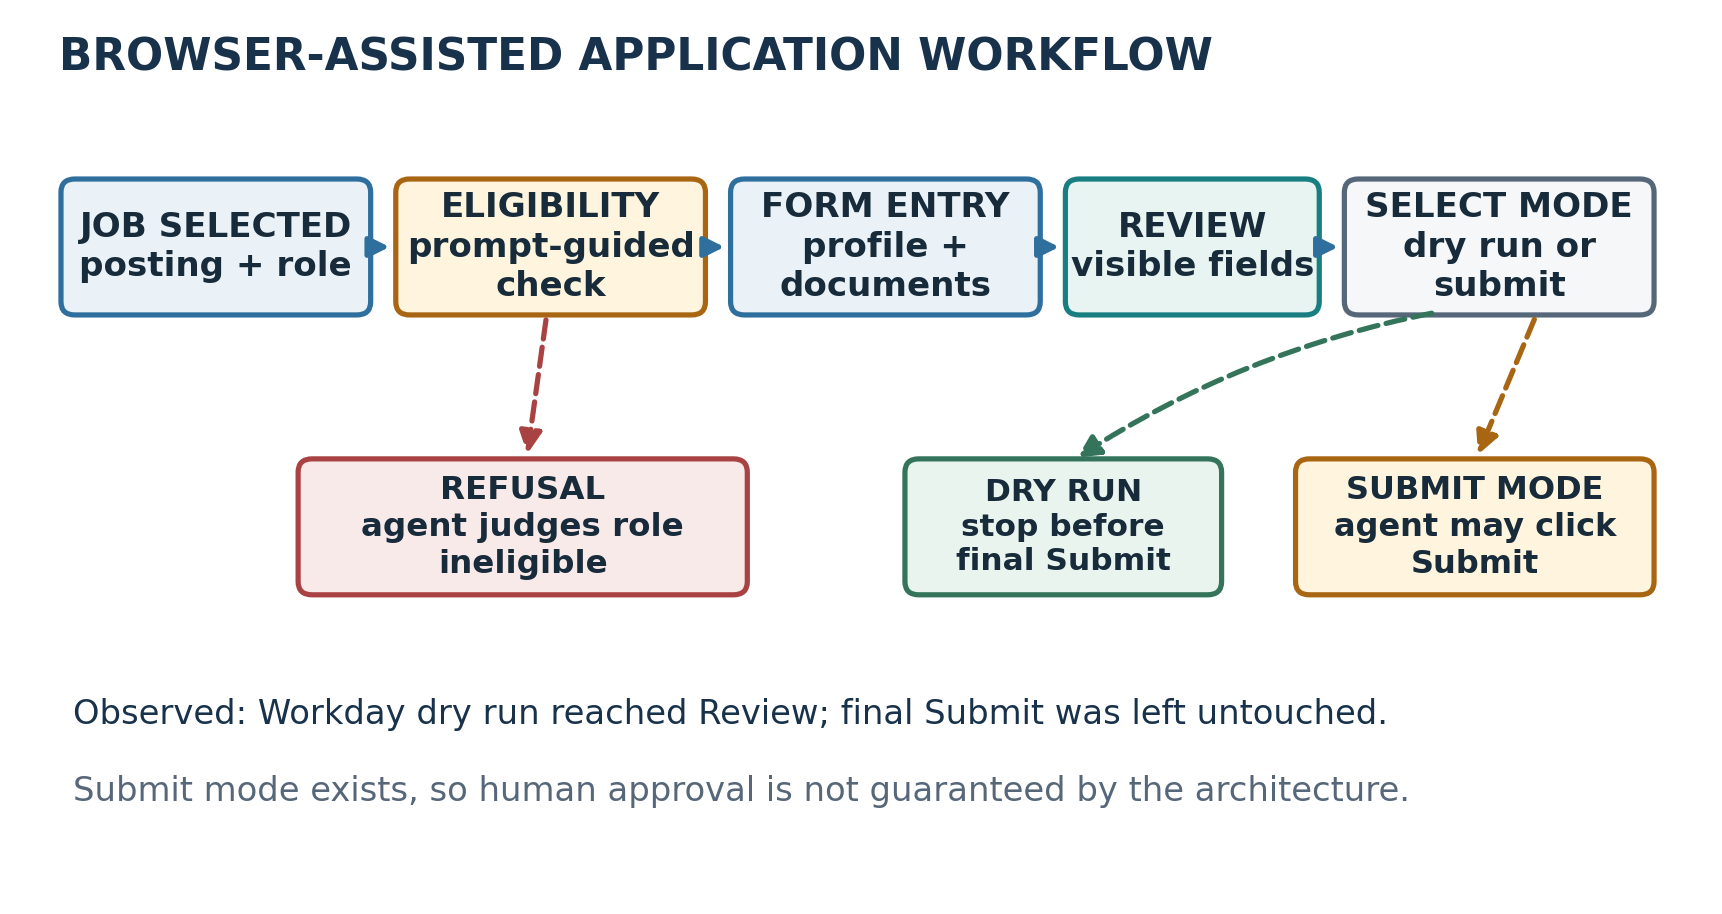 BROWSER-ASSISTED APPLICATION WORKFLOW
JOB SELECTED
posting + role
ELIGIBILITY
prompt-guided
check
FORM ENTRY
profile +
documents
REVIEW
visible fields
SELECT MODE
dry run or
submit
REFUSAL
agent judges role
ineligible
DRY RUN
stop before
final Submit
SUBMIT MODE
agent may click
Submit
Observed: Workday dry run reached Review; final Submit was left untouched.
Submit mode exists, so human approval is not guaranteed by the architecture.